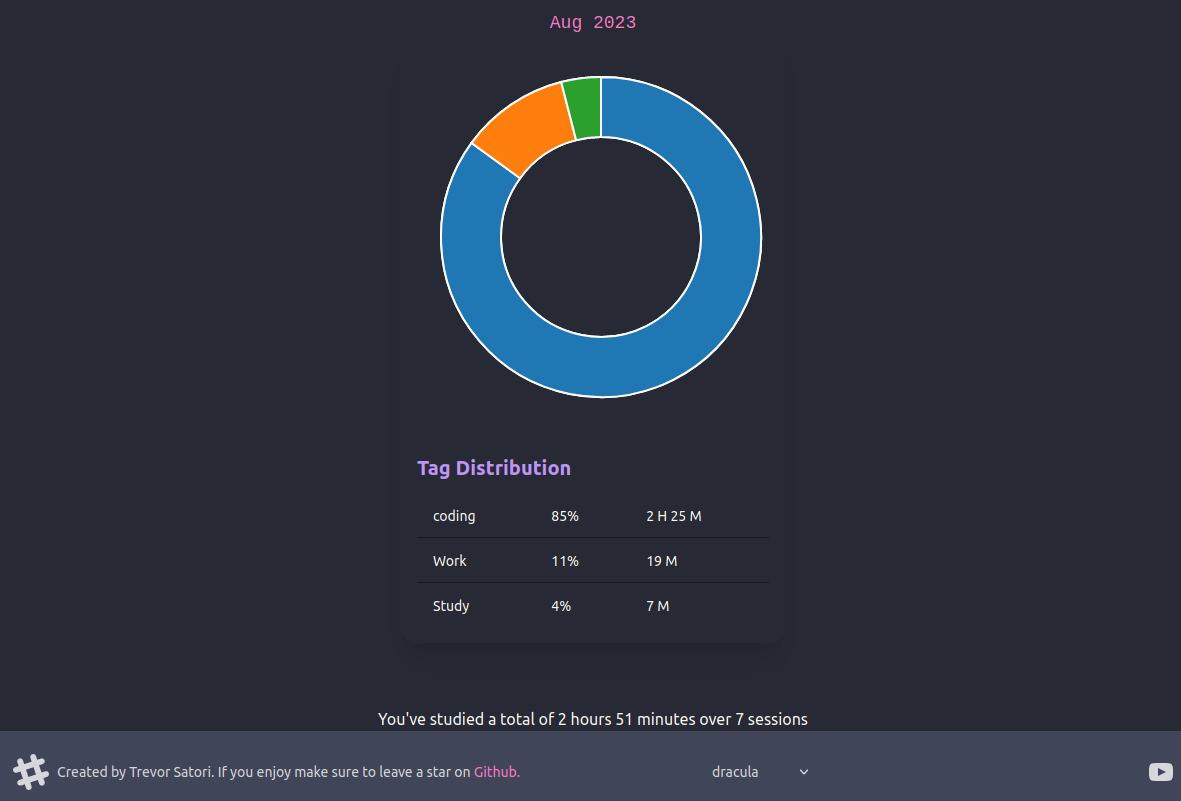 Aug 2023
Tag Distribution
coding 85% 2 H 25 M
Work 11% 19 M
Study 4% 7 M
You've studied a total of 2 hours 51 minutes over 7 sessions
Created by Trevor Satori. If you enjoy make sure to leave a star on Github. dracula